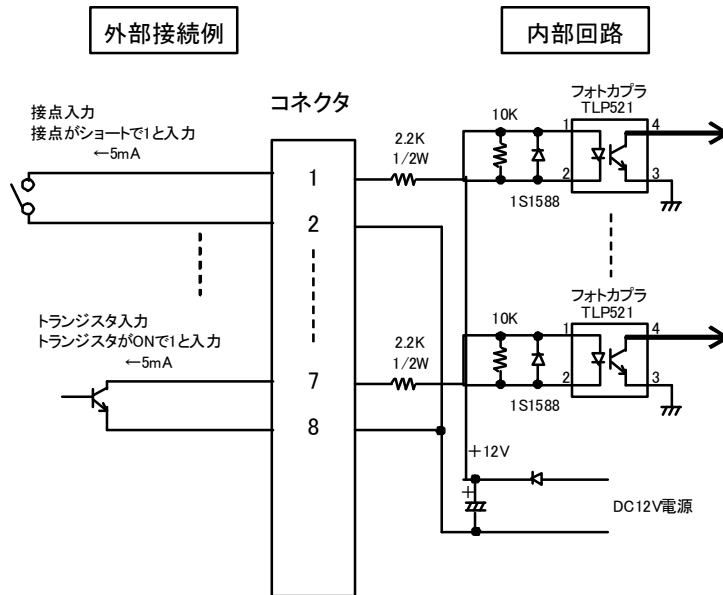 外部接続例
内部回路
接点入力
接点がショートで1と入力
←5mA
コネクタ
1
2
2.2K
1/2W
10K
1S1588
フォトカプラ
TLP521
1
2
4
3
トランジスタ入力
トランジスタがONで1と入力
←5mA
7
8
2.2K
1/2W
10K
1S1588
フォトカプラ
TLP521
1
2
4
3
+12V
+
DC12V電源